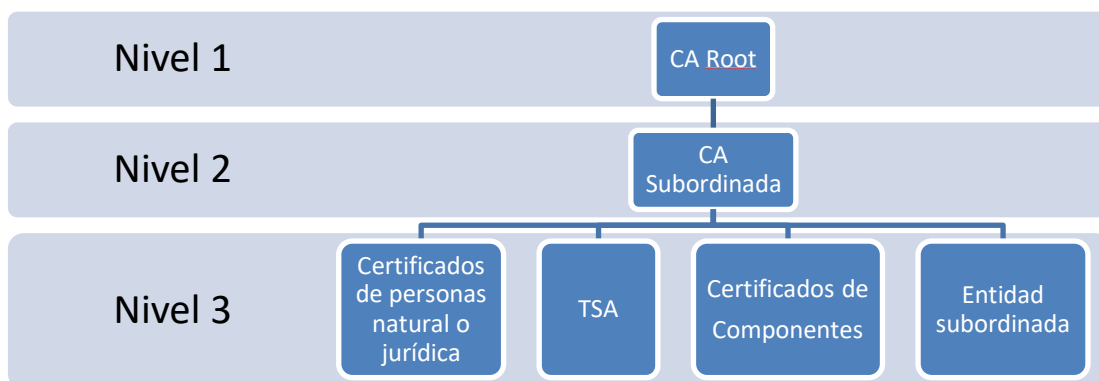 Nivel 1
CA Root
Nivel 2
CA
Subordinada
Nivel 3
Certificados
de personas
natural o
jurídica
TSA
Certificados de
Componentes
Entidad
subordinada